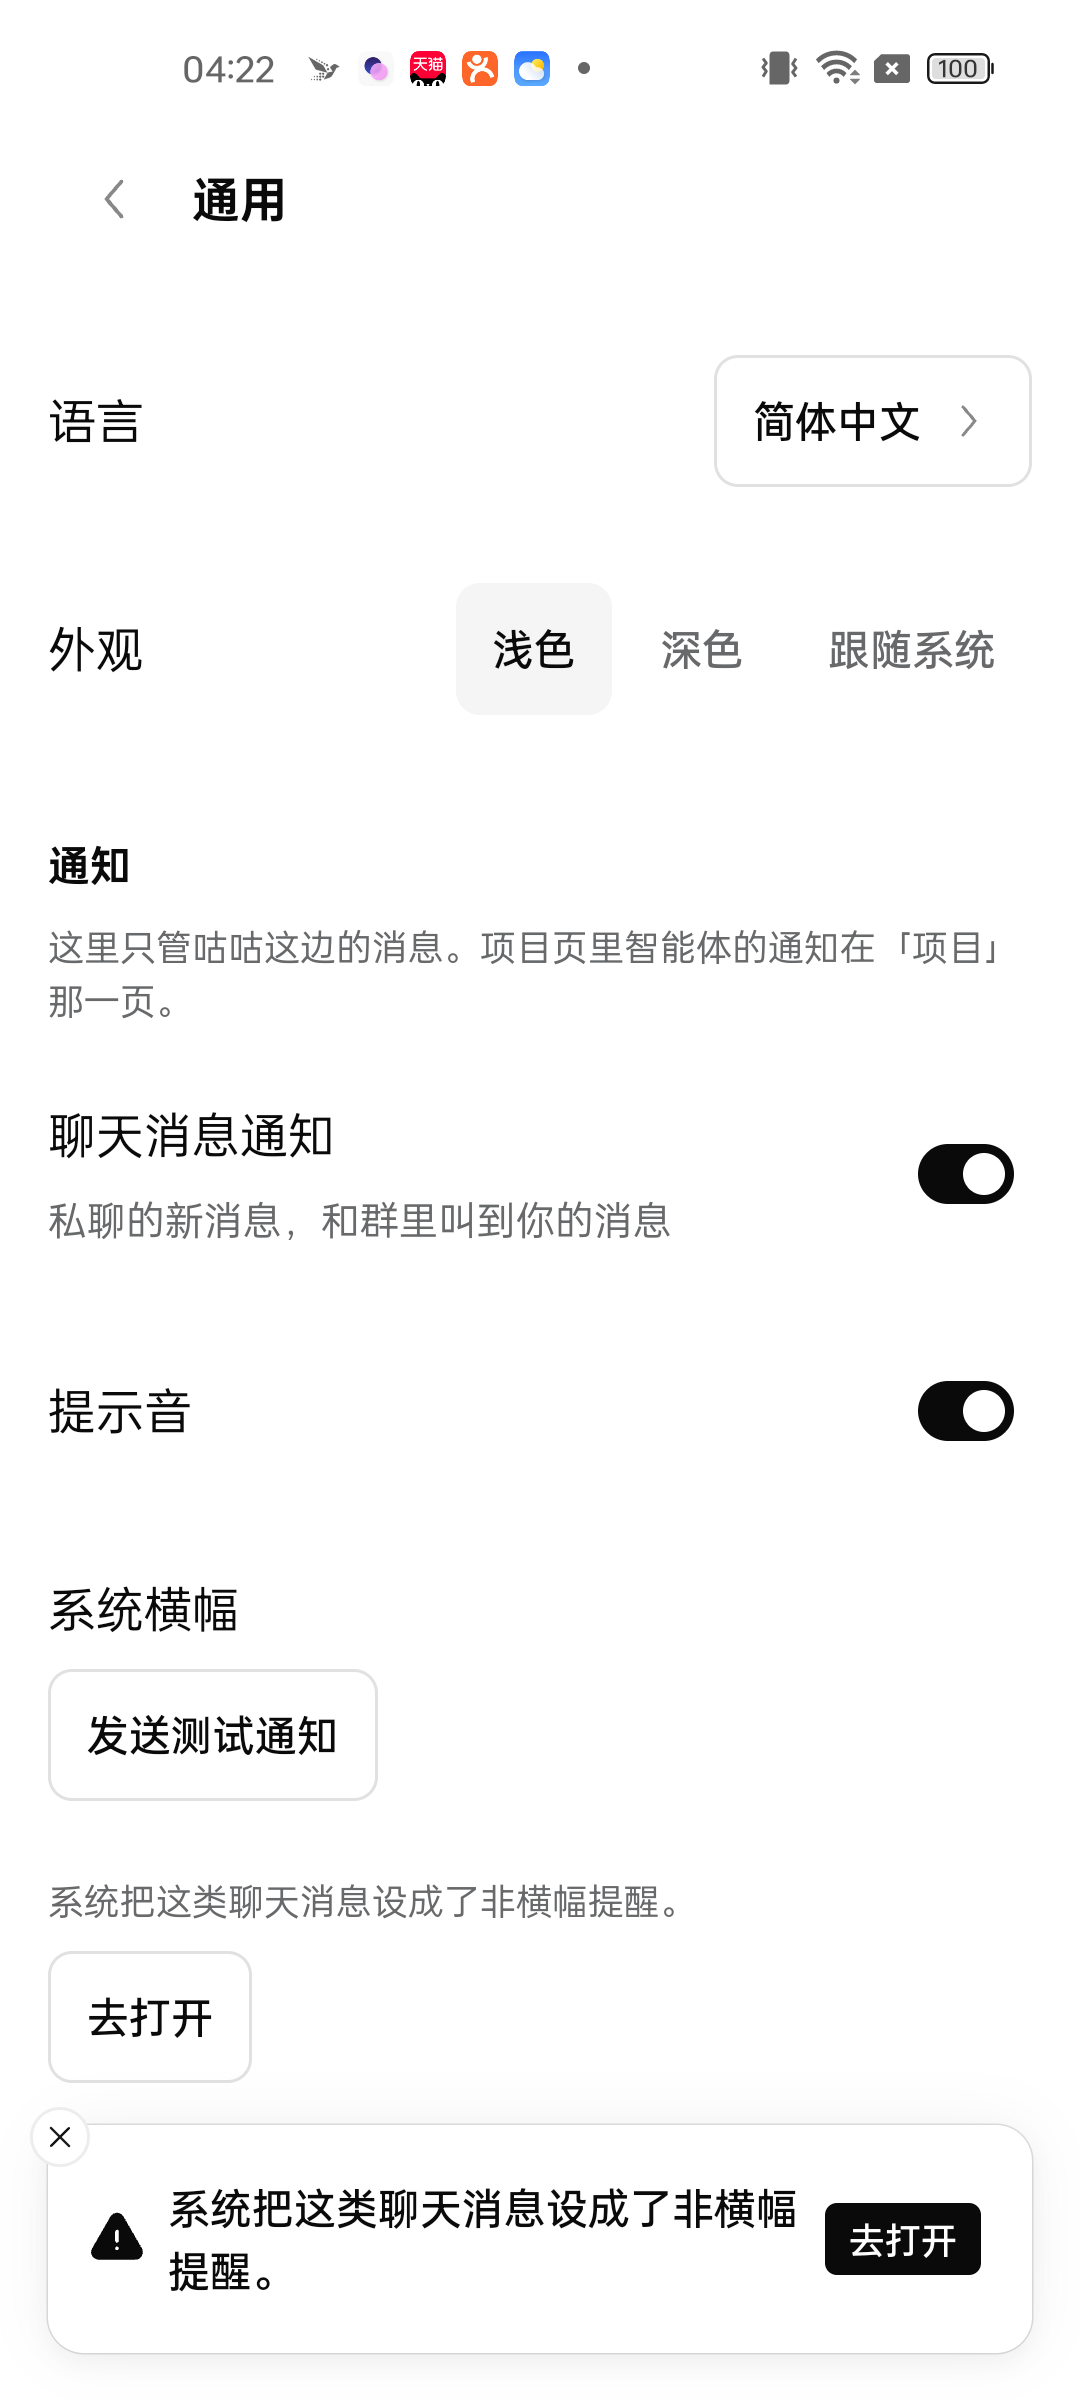 04:22
天猫
100
通用
语言
简体中文
外观
浅色
深色
跟随系统
通知
这里只管咕咕这边的消息。项目页里智能体的通知在「项目」
那一页。
聊天消息通知
私聊的新消息，和群里叫到你的消息
提示音
系统横幅
发送测试通知
系统把这类聊天消息设成了非横幅提醒。
去打开
系统把这类聊天消息设成了非横幅
提醒。
去打开